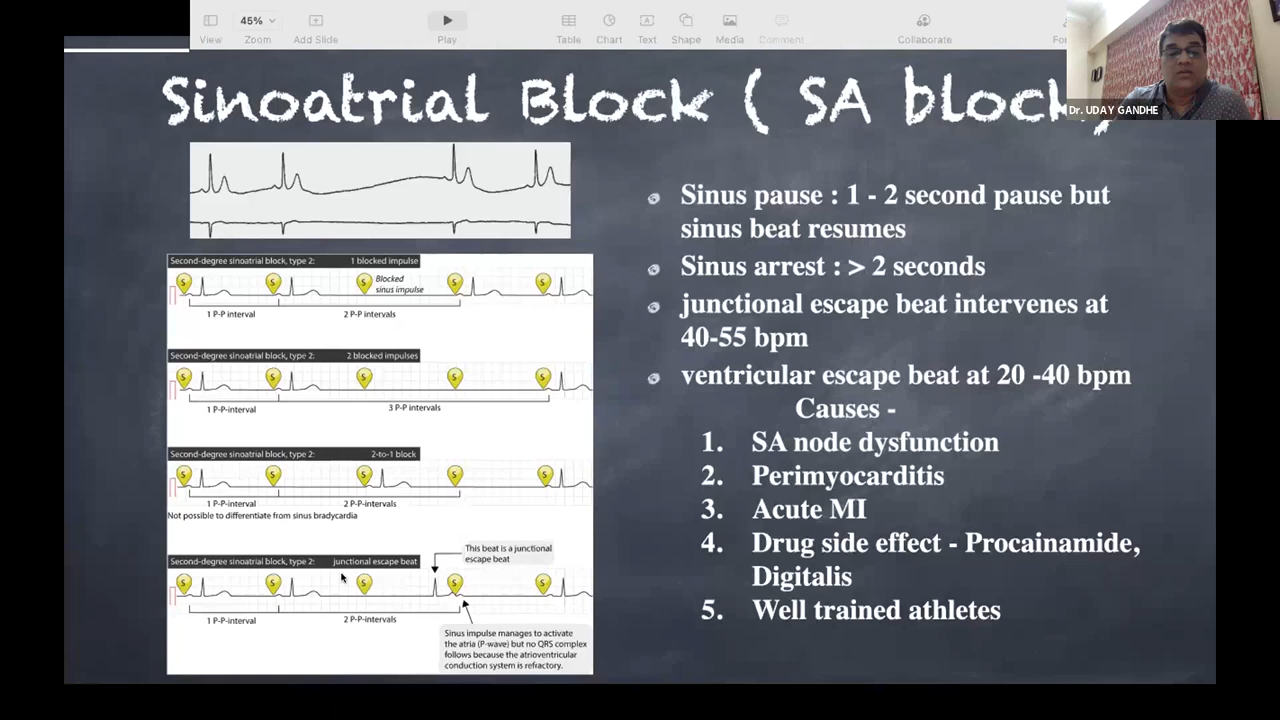 45%
View
Zoom
Add Slide
Play
Table
Chart
Text
Shape
Media
Comment
Collaborate
Sinoatrial Block ( SA block)
Dr. UDAY GANDHE
Second-degree sinoatrial block, type 2: 1 blocked impulse
S S S Blocked S S
sinus impulse
1 P-P interval 2 P-P intervals
Second-degree sinoatrial block, type 2: 2 blocked impulses
S S S S S
1 P-P-interval 3 P-P intervals
Second-degree sinoatrial block, type 2: 2-to-1 block
S S S S S
1 P-P-interval 2 P-P-intervals
Not possible to differentiate from sinus bradycardia
This beat is a junctional
escape beat
Second-degree sinoatrial block, type 2: junctional escape beat
S S S S S
1 P-P-interval 2 P-P-intervals
Sinus impulse manages to activate
the atria (P-wave) but no QRS complex
follows because the atrioventricular
conduction system is refractory.
Sinus pause : 1 - 2 second pause but
sinus beat resumes
Sinus arrest : > 2 seconds
junctional escape beat intervenes at
40-55 bpm
ventricular escape beat at 20 -40 bpm
Causes -
1. SA node dysfunction
2. Perimyocarditis
3. Acute MI
4. Drug side effect - Procainamide,
Digitalis
5. Well trained athletes